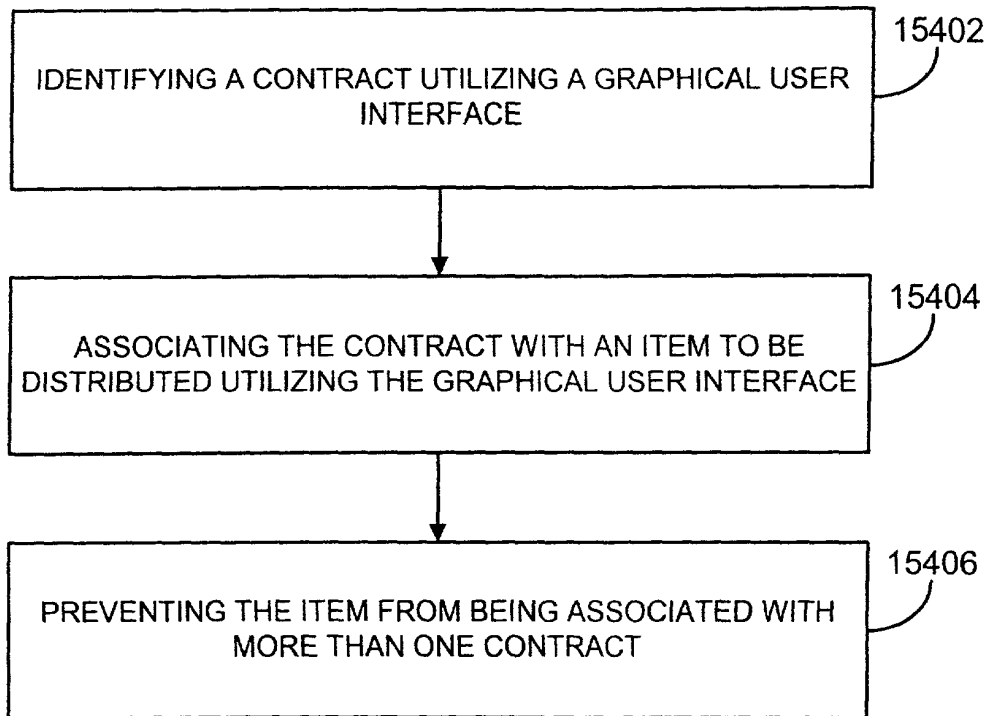 15402
IDENTIFYING A CONTRACT UTILIZING A GRAPHICAL USER
INTERFACE
15404
ASSOCIATING THE CONTRACT WITH AN ITEM TO BE
DISTRIBUTED UTILIZING THE GRAPHICAL USER INTERFACE
15406
PREVENTING THE ITEM FROM BEING ASSOCIATED WITH
MORE THAN ONE CONTRACT